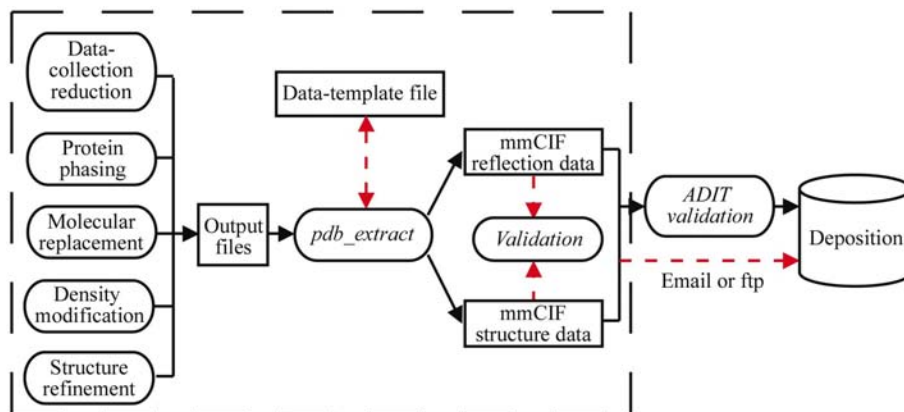 Data-
collection
reduction
Protein
phasing
Molecular
replacement
Density
modification
Structure
refinement
Output
files
Data-template file
pdb_extract
mmCIF
reflection data
Validation
mmCIF
structure data
ADIT
validation
Email or ftp
Deposition